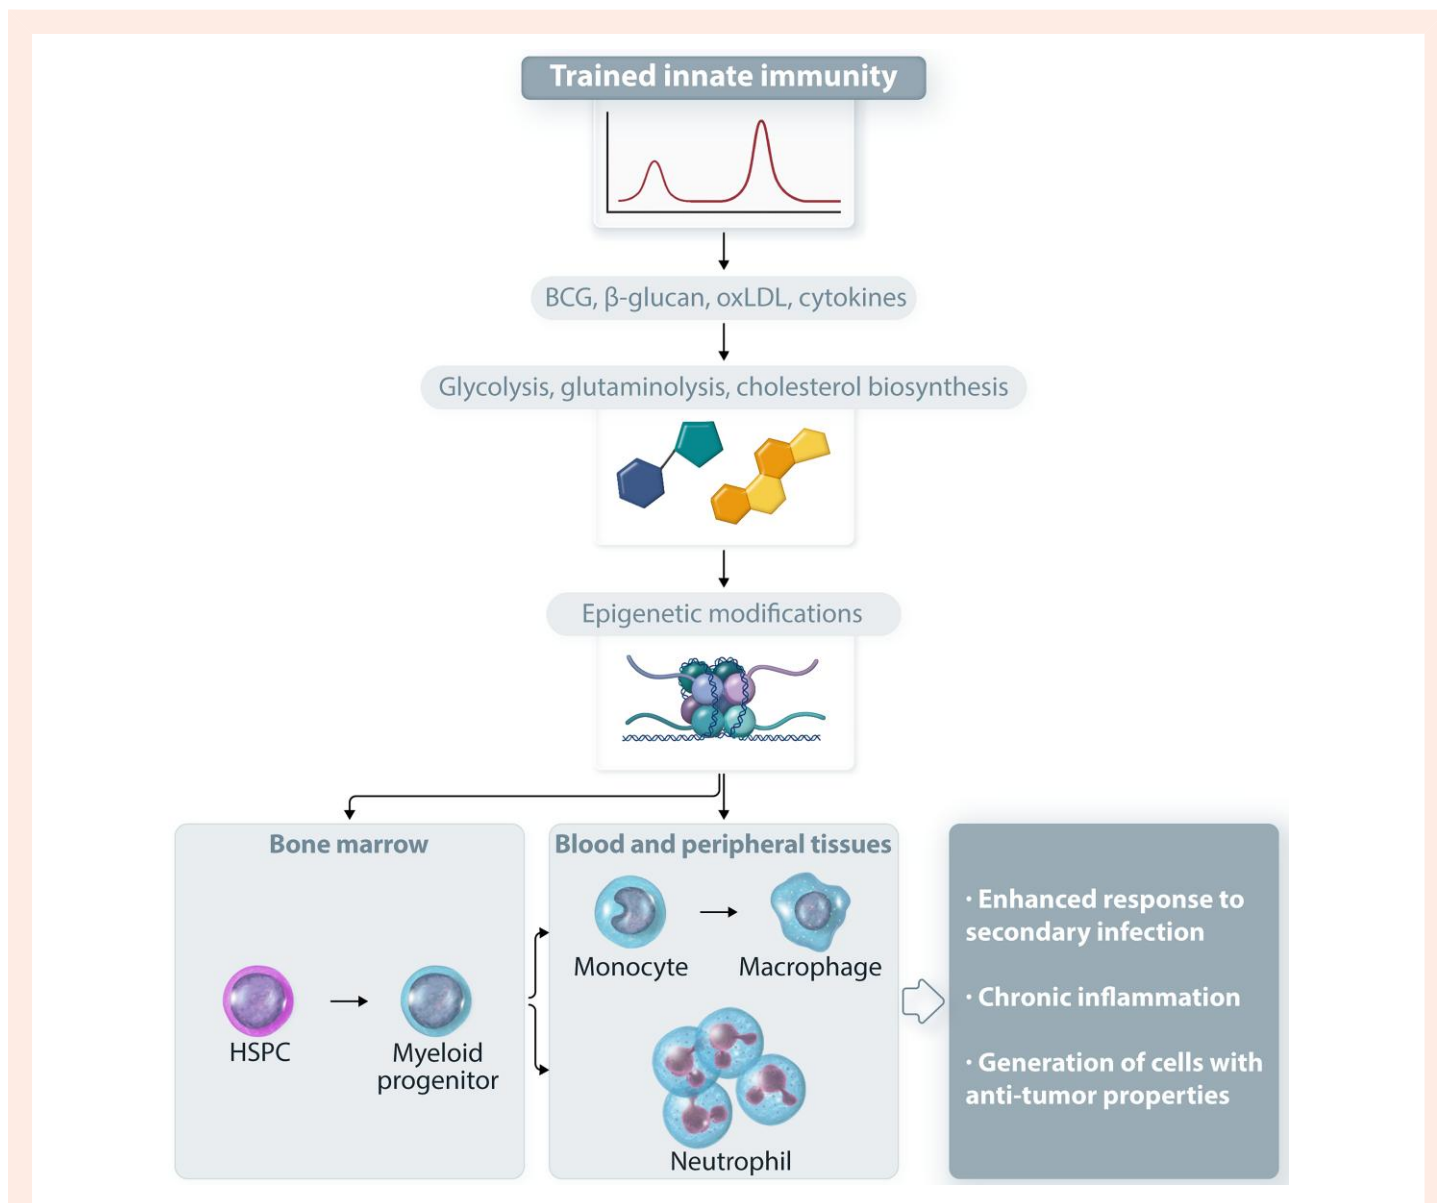 Trained innate immunity
BCG, β-glucan, oxLDL, cytokines
Glycolysis, glutaminolysis, cholesterol biosynthesis
Epigenetic modifications
Bone marrow
HSPC
Myeloid
progenitor
Blood and peripheral tissues
Monocyte
Macrophage
Neutrophil
· Enhanced response to
secondary infection
· Chronic inflammation
· Generation of cells with
anti-tumor properties